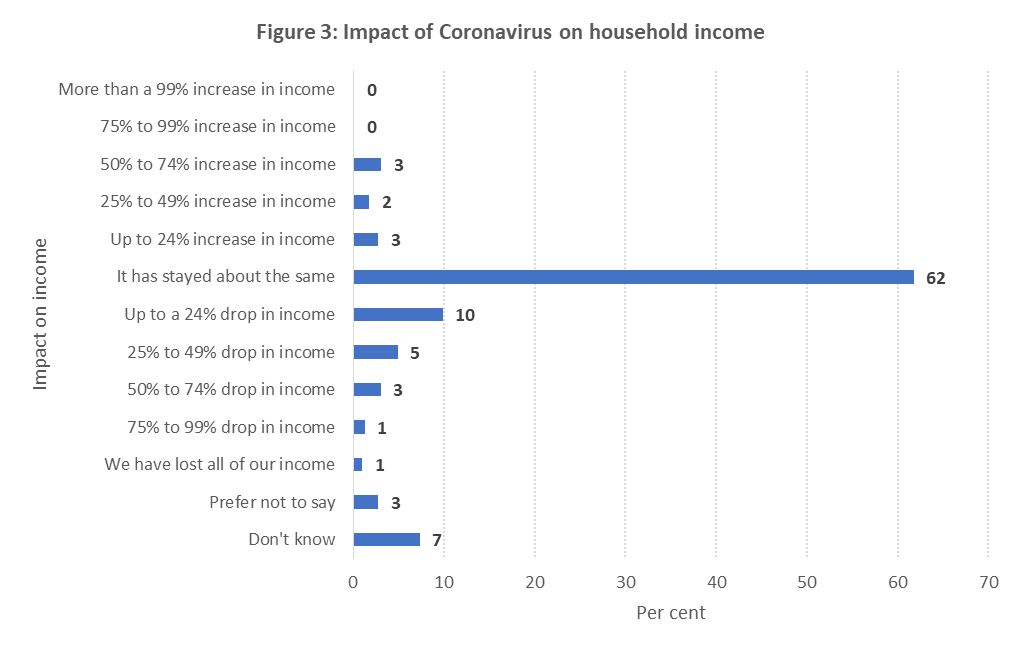 Figure 3: Impact of Coronavirus on household income
Impact on income
More than a 99% increase in income 0
75% to 99% increase in income 0
50% to 74% increase in income 3
25% to 49% increase in income 2
Up to 24% increase in income 3
It has stayed about the same 62
Up to a 24% drop in income 10
25% to 49% drop in income 5
50% to 74% drop in income 3
75% to 99% drop in income 1
We have lost all of our income 1
Prefer not to say 3
Don't know 7
0 10 20 30 40 50 60 70
Per cent